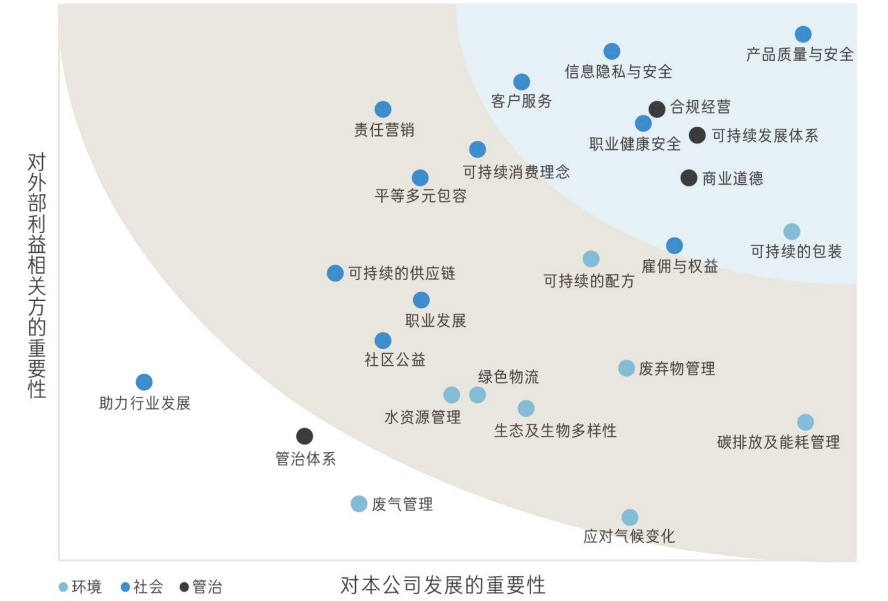 产品质量与安全
信息隐私与安全
客户服务
合规经营
责任营销
可持续发展体系
职业健康安全
可持续消费理念
商业道德
平等多元包容
对外部利益相关方的重要性
可持续的包装
雇佣与权益
可持续的供应链
可持续的配方
职业发展
社区公益
废弃物管理
绿色物流
助力行业发展
水资源管理
生态及生物多样性
碳排放及能耗管理
管治体系
废气管理
应对气候变化
环境 社会 管治
对本公司发展的重要性